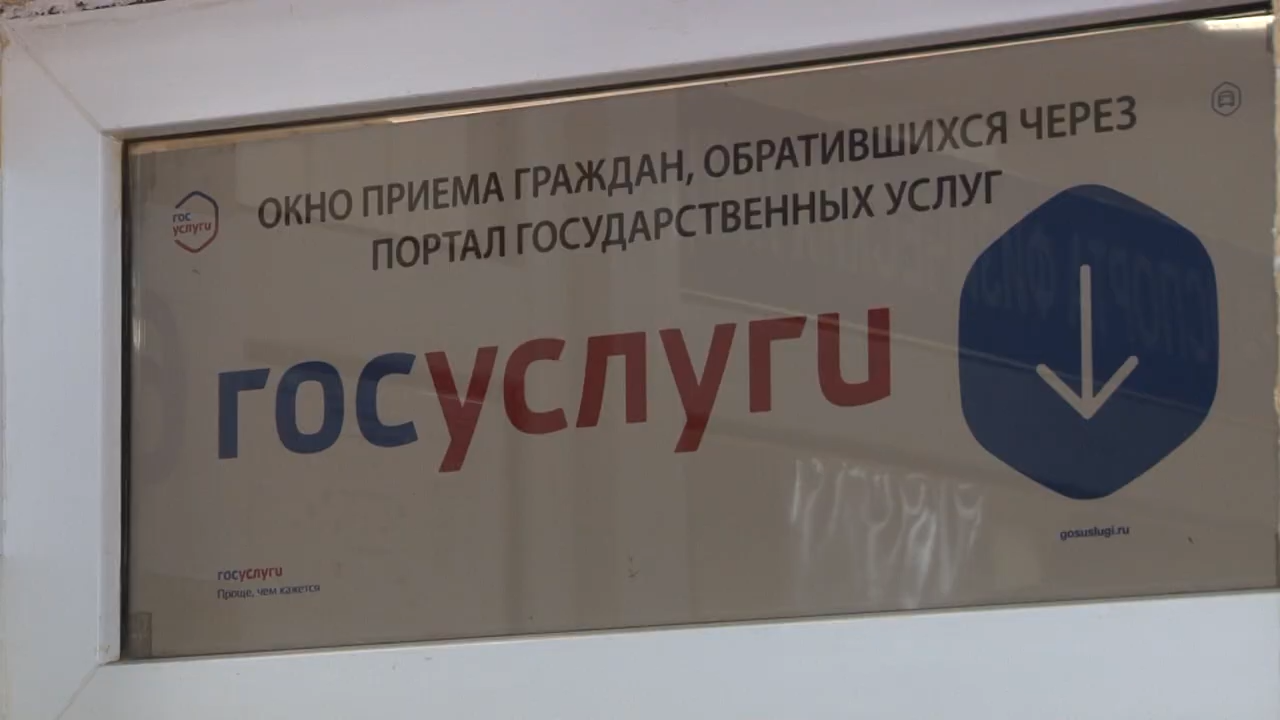 ОКНО ПРИЕМА ГРАЖДАН, ОБРАТИВШИХСЯ ЧЕРЕЗ
ПОРТАЛ ГОСУДАРСТВЕННЫХ УСЛУГ
гос
услуги
госуслуги
gosuslugi.ru
госуслуги
Проще, чем кажется